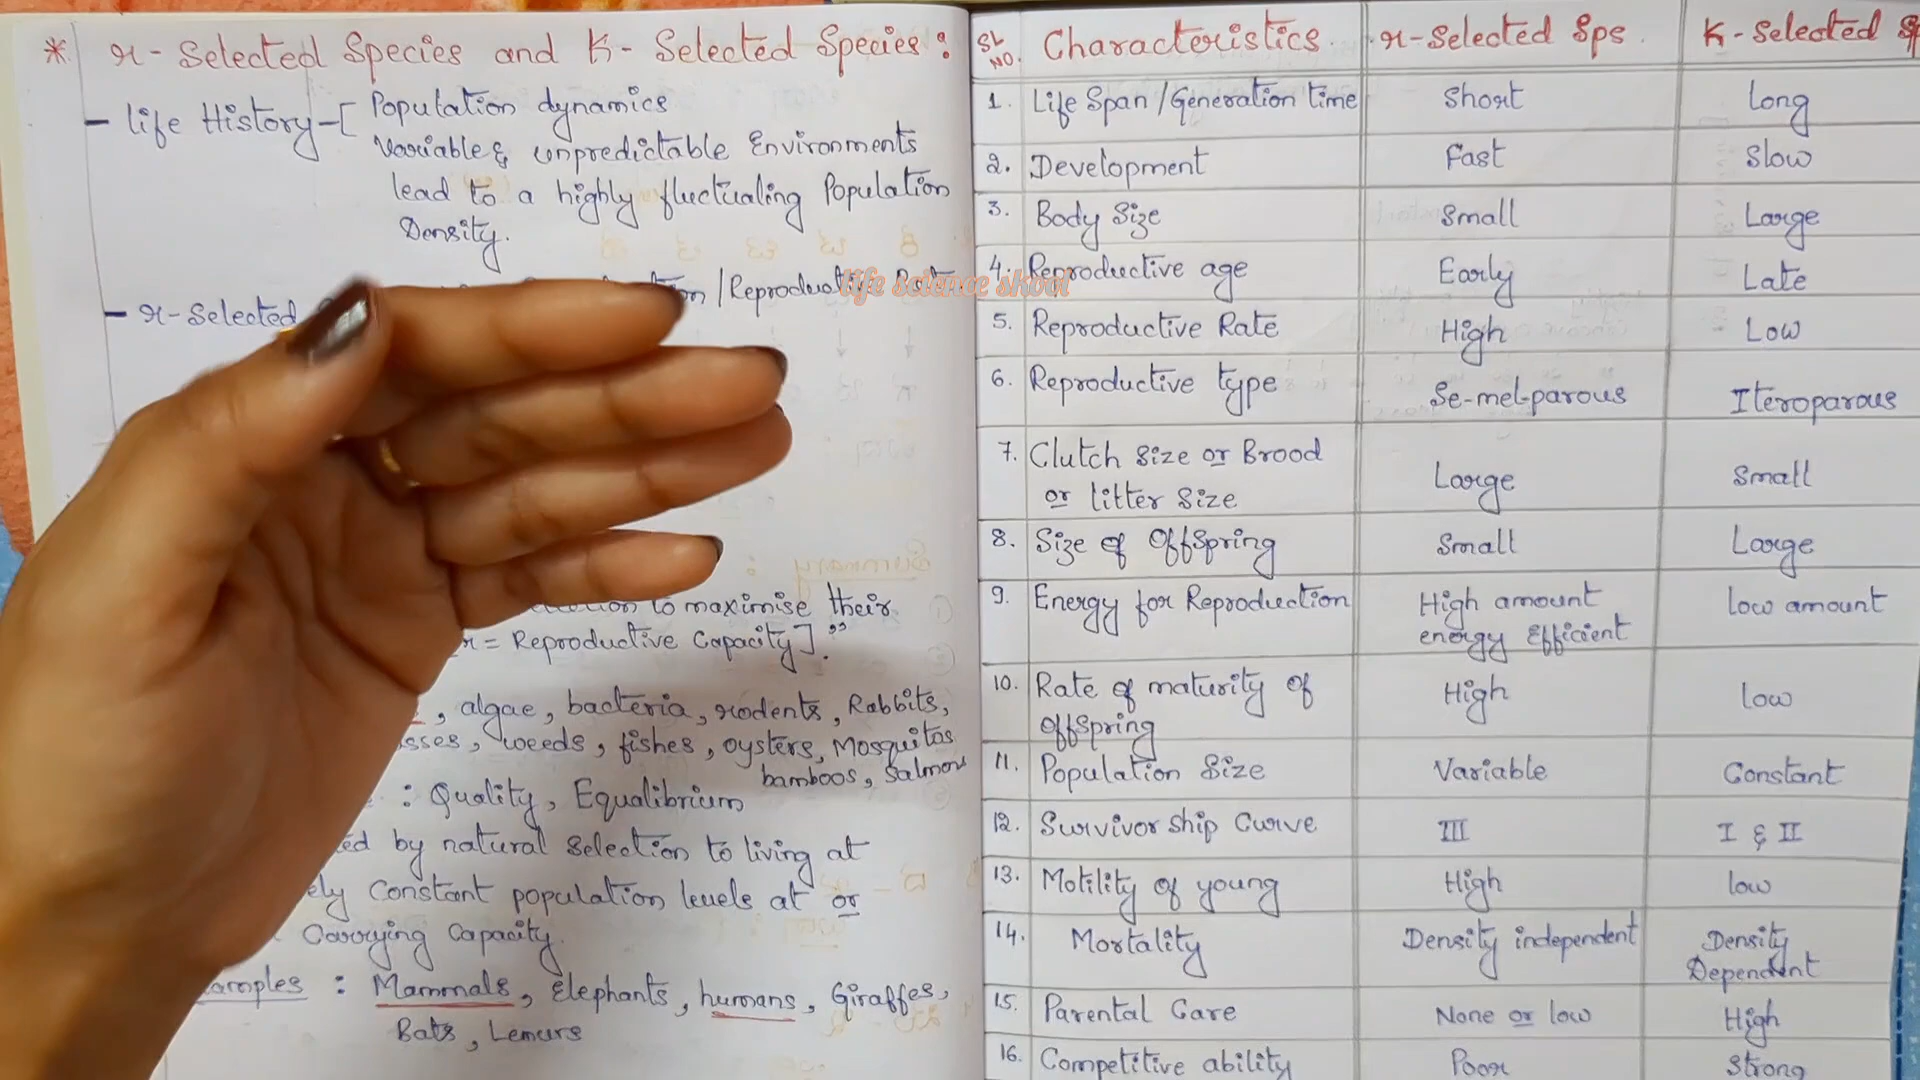 * r-Selected Species and K-Selected Species:
- life History-[ Population dynamics
Variable & unpredictable Environments
lead to a highly fluctuating Population
Density.
/Reproductive Rate
- r-Selected
to maximise their
r = Reproductive Capacity]."
, algae, bacteria, rodents, Rabbits,
weeds, fishes, oysters, Mosquitos
bamboos, Salmons
: Quality, Equalibrium
by natural Selection to living at
Constant population levels at or
Carrying Capacity.
: Mammals, Elephants, humans, Giraffes,
Bats, Lemurs
life science skool
SL NO. Characteristics. r-Selected Sps. K-Selected
1. Life Span/Generation time Short Long
2. Development Fast Slow
3. Body Size Small Large
4. Reproductive age Early Late
5. Reproductive Rate High Low
6. Reproductive type Se-mel-parous Iteroparous
7. Clutch Size or Brood
or litter Size Large Small
8. Size of Offspring Small Large
9. Energy for Reproduction High amount low amount
energy Efficient
10. Rate of maturity of High low
Offspring
11. Population Size Variable Constant
12. Survivorship Curve III I & II
13. Motility of young High low
14. Mortality Density independent Density
Dependent
15. Parental Care None or low High
16. Competitive ability Poor Strong